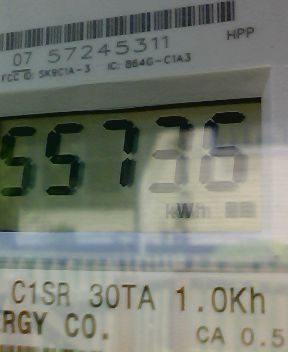 07 57245311
HPP
FCC ID: SK9C1A-3 IC: 864G-C1A3
55736
kWh
C1SR 30TA 1.0Kh
RGY CO.
CA 0.5